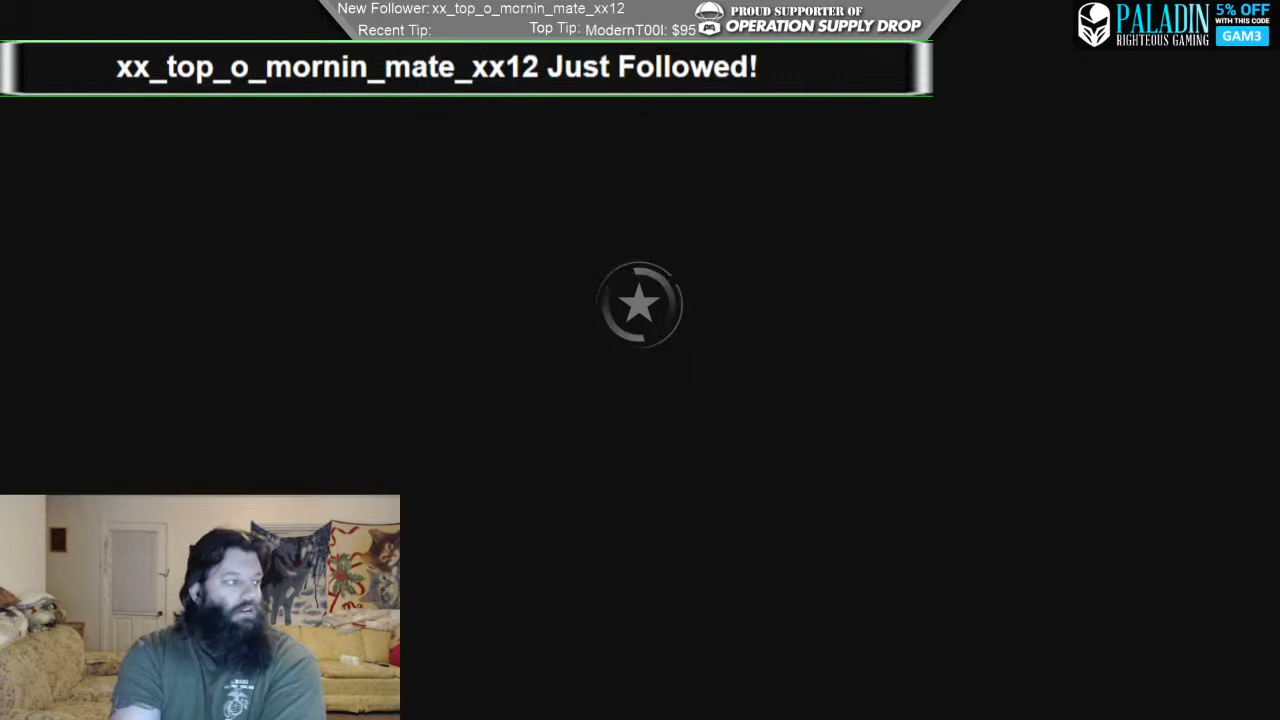 New Follower: xx_top_o_mornin_mate_xx12
Recent Tip:
Top Tip: ModernT00l: $95
PROUD SUPPORTER OF
OPERATION SUPPLY DROP
PALADIN
RIGHTEOUS GAMING
5% OFF
WITH THIS CODE
GAM3
xx_top_o_mornin_mate_xx12 Just Followed!